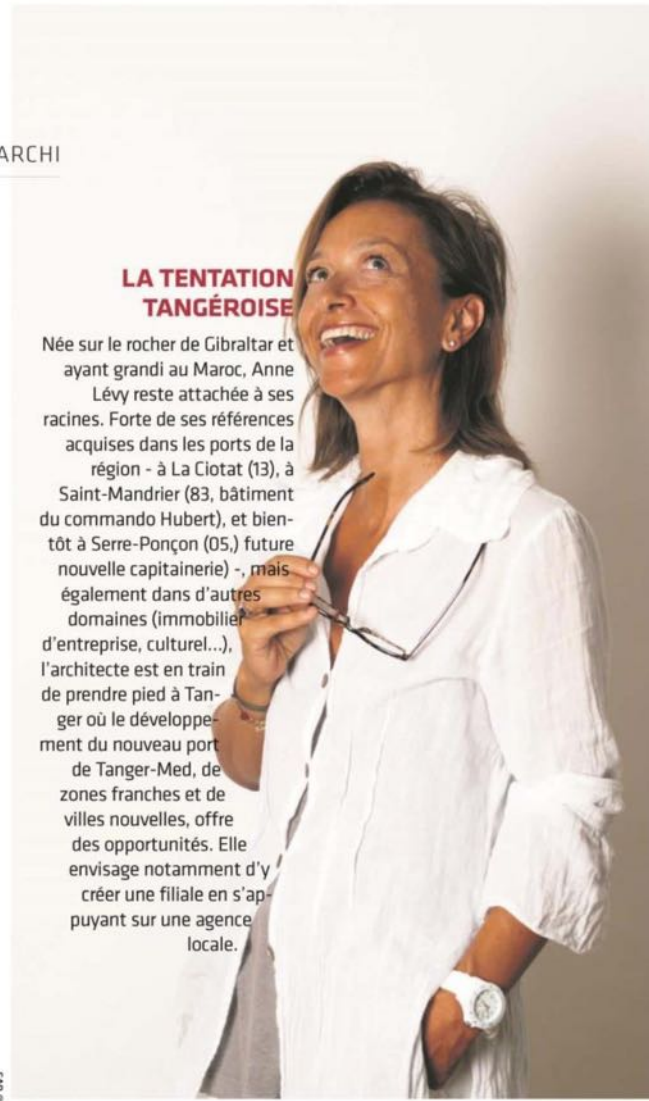 ARCHI
LA TENTATION
TANGÉROISE
Née sur le rocher de Gibraltar et
ayant grandi au Maroc, Anne
Lévy reste attachée à ses
racines. Forte de ses références
acquises dans les ports de la
région - à La Ciotat (13), à
Saint-Mandrier (83, bâtiment
du commando Hubert), et bien-
tôt à Serre-Ponçon (05,) future
nouvelle capitainerie) -, mais
également dans d'autres
domaines (immobilier
d'entreprise, culturel...),
l'architecte est en train
de prendre pied à Tan-
ger où le développe-
ment du nouveau port
de Tanger-Med, de
zones franches et de
villes nouvelles, offre
des opportunités. Elle
envisage notamment d'y
créer une filiale en s'ap-
puyant sur une agence
locale.